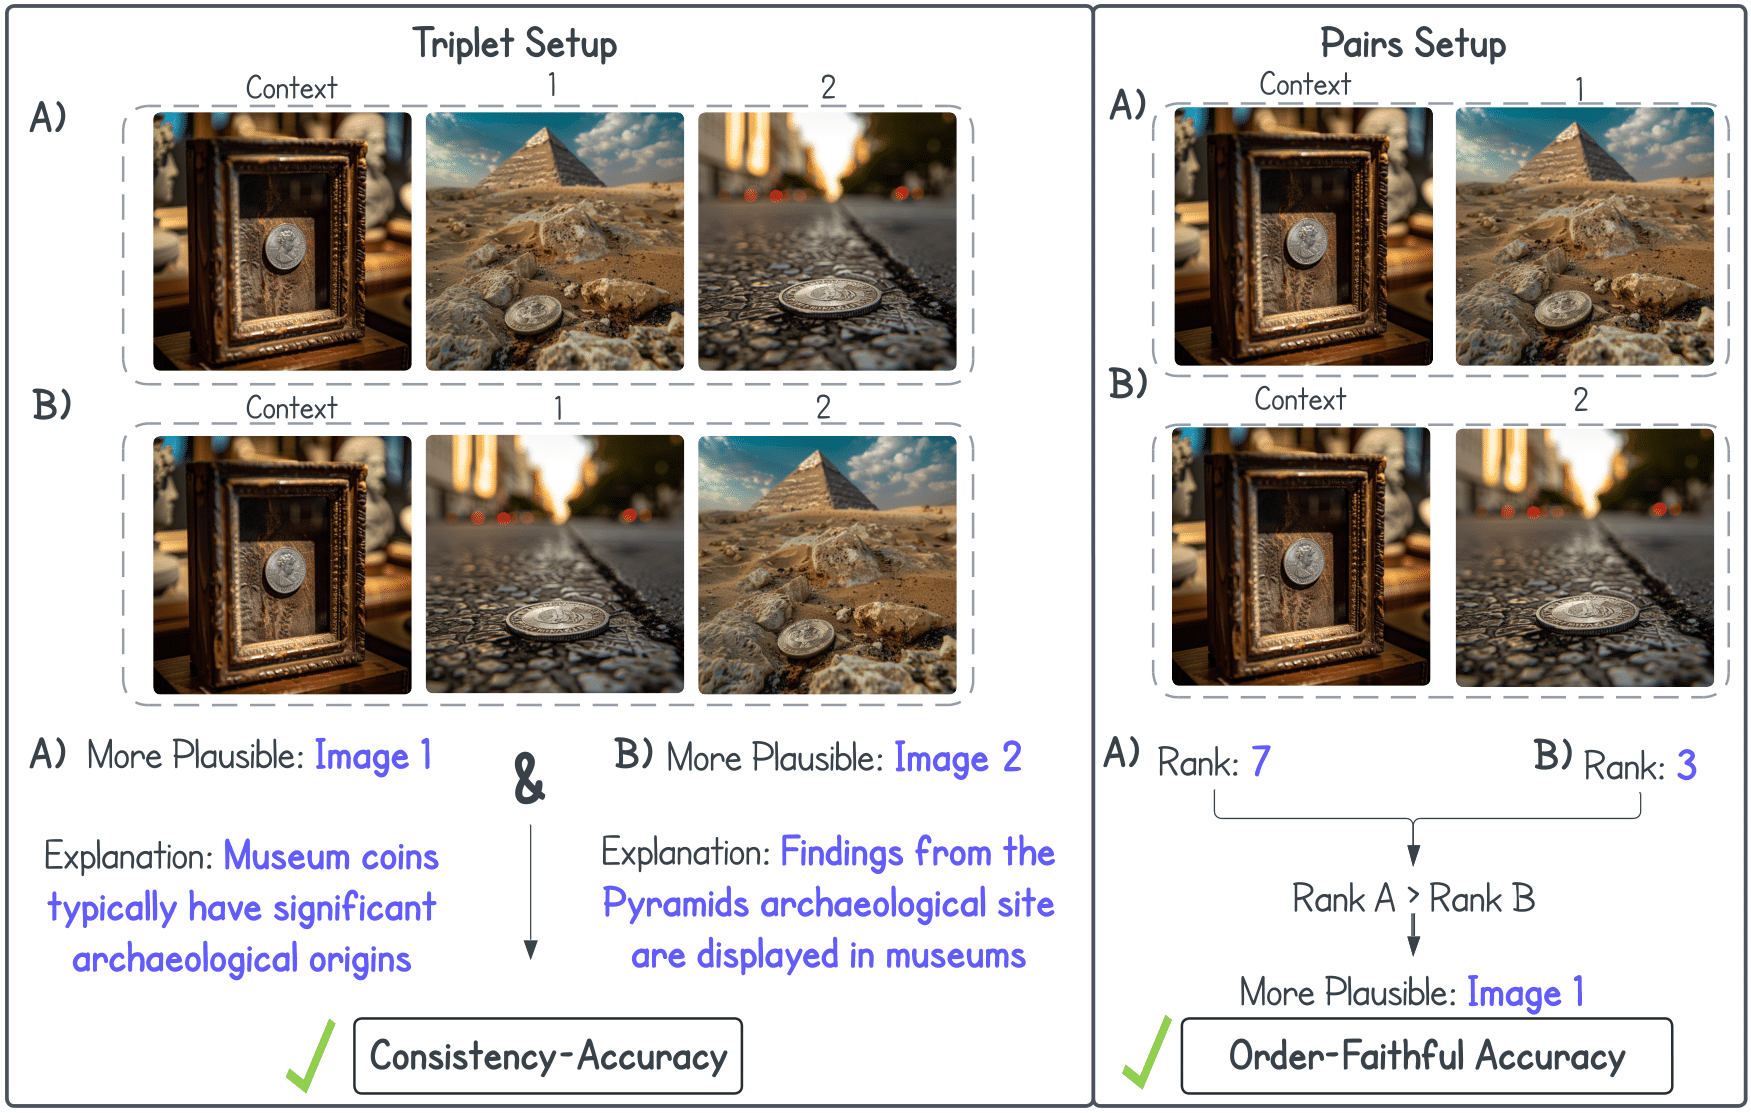 Triplet Setup
Context 1 2
A)
B)
Context 1 2
A) More Plausible: Image 1
&
B) More Plausible: Image 2
Explanation: Museum coins
typically have significant
archaeological origins
Explanation: Findings from the
Pyramids archaeological site
are displayed in museums
Consistency-Accuracy
Pairs Setup
Context 1
A)
B)
Context 2
A) Rank: 7
B) Rank: 3
Rank A > Rank B
More Plausible: Image 1
Order-Faithful Accuracy